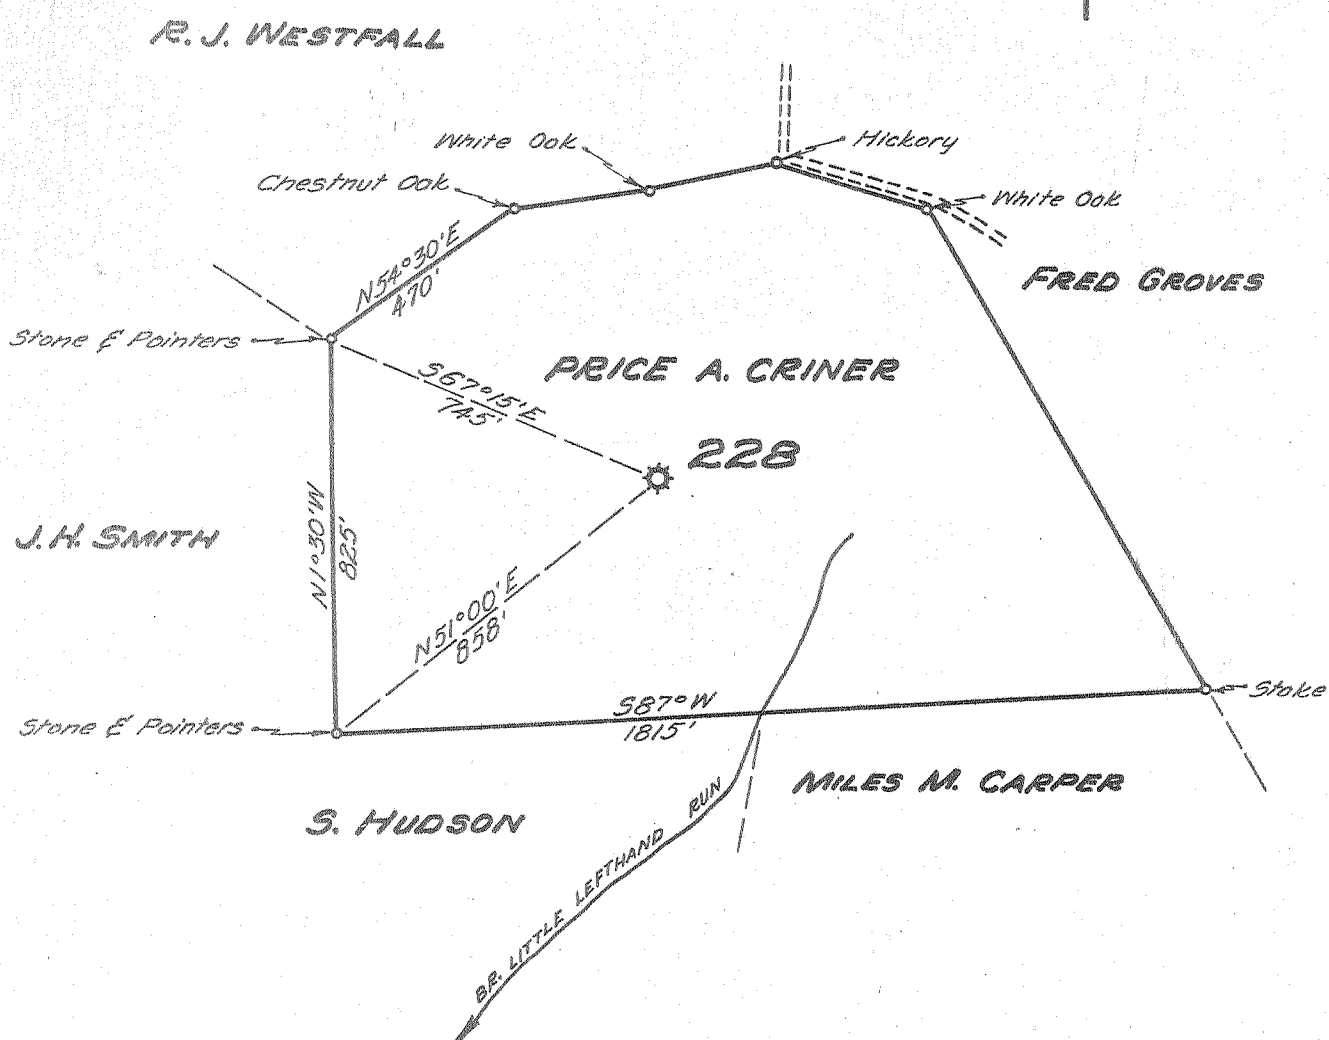 R. J. WESTFALL
White Oak
Hickory
Chestnut Oak
White Oak
N54°30'E
470'
FRED GROVES
Stone & Pointers
S67°15'E
745'
PRICE A. CRINER
228
J. H. SMITH
N1°30'W
825'
N51°00'E
858'
Stake
S87°W
1815'
Stone & Pointers
MILES M. CARPER
S. HUDSON
BR. LITTLE LEFTHAND RUN